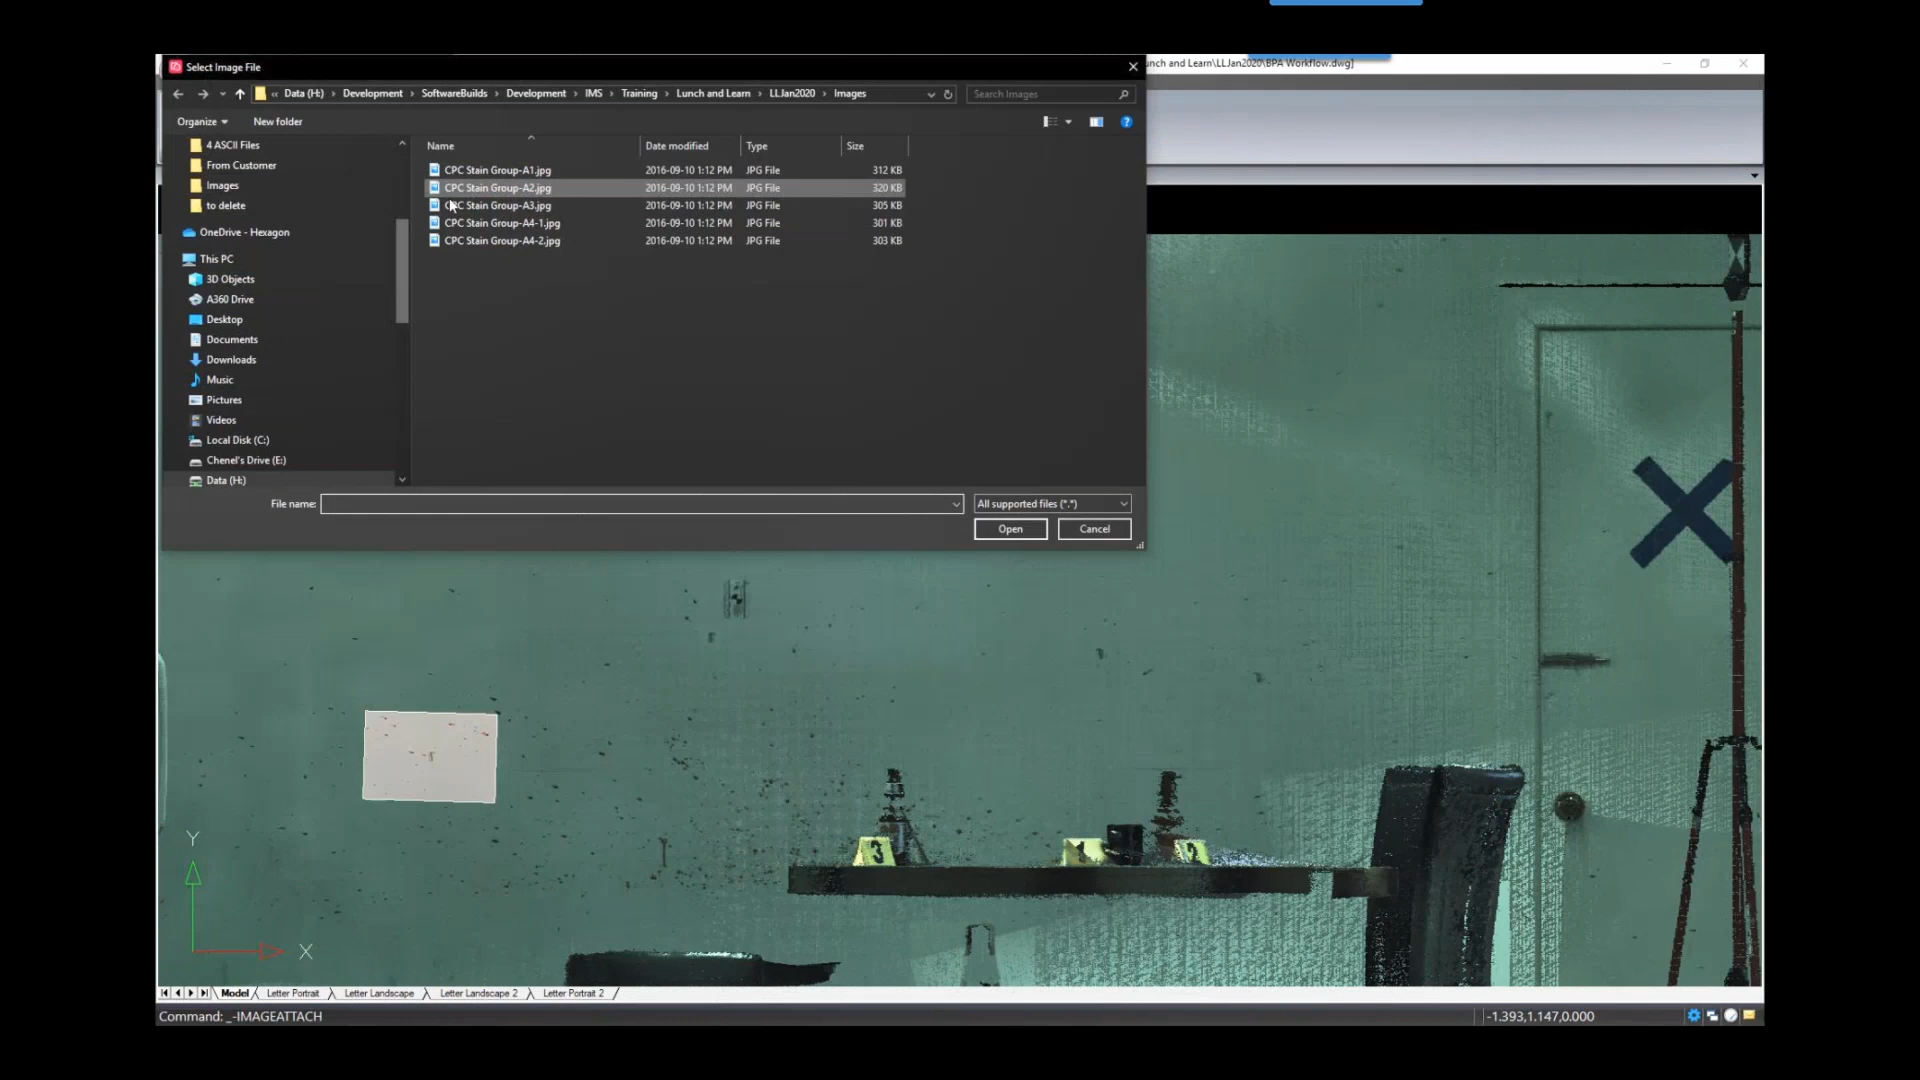 Select Image File
unch and Learn\LLJan2020\BPA Workflow.dwg]
« Data (H:) > Development > SoftwareBuilds > Development > IMS > Training > Lunch and Learn > LLJan2020 > Images
Search Images
Organize
New folder
Name Date modified Type Size
4 ASCII Files
From Customer
Images
to delete
OneDrive - Hexagon
This PC
3D Objects
A360 Drive
Desktop
Documents
Downloads
Music
Pictures
Videos
Local Disk (C:)
Chenel's Drive (E:)
Data (H:)
CPC Stain Group-A1.jpg 2016-09-10 1:12 PM JPG File 312 KB
CPC Stain Group-A2.jpg 2016-09-10 1:12 PM JPG File 320 KB
CPC Stain Group-A3.jpg 2016-09-10 1:12 PM JPG File 305 KB
CPC Stain Group-A4-1.jpg 2016-09-10 1:12 PM JPG File 301 KB
CPC Stain Group-A4-2.jpg 2016-09-10 1:12 PM JPG File 303 KB
File name:
All supported files (*.*)
Open
Cancel
3
1
2
Y
X
Model
Letter Portrait
Letter Landscape
Letter Landscape 2
Letter Portrait 2
Command: _-IMAGEATTACH
-1.393,1.147,0.000